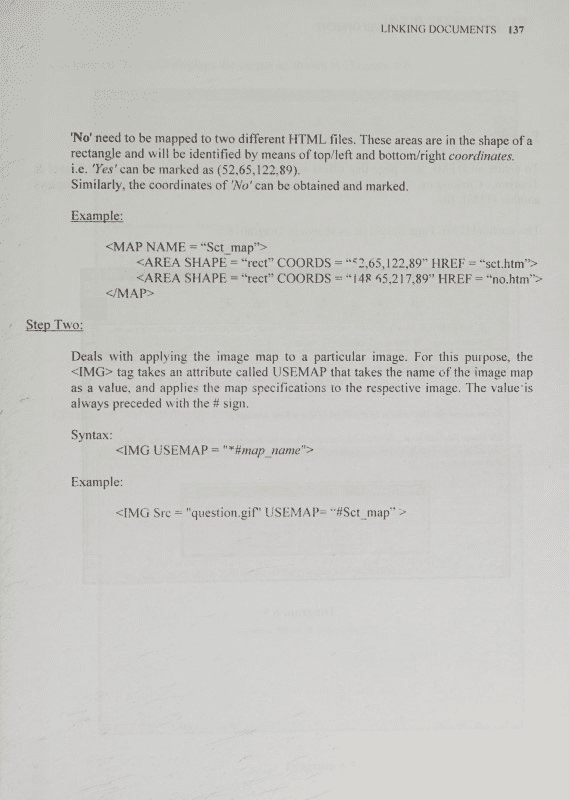 LINKING DOCUMENTS 137
'No' need to be mapped to two different HTML files. These areas are in the shape of a
rectangle and will be identified by means of top/left and bottom/right coordinates.
i.e. 'Yes' can be marked as (52,65,122,89).
Similarly, the coordinates of 'No' can be obtained and marked.
Example:
<MAP NAME = “Sct_map”>
<AREA SHAPE = “rect” COORDS = “52,65,122,89” HREF = “sct.htm”>
<AREA SHAPE = “rect” COORDS = “148 65,217,89” HREF = “no.htm”>
</MAP>
Step Two:
Deals with applying the image map to a particular image. For this purpose, the
<IMG> tag takes an attribute called USEMAP that takes the name of the image map
as a value, and applies the map specifications to the respective image. The value is
always preceded with the # sign.
Syntax:
<IMG USEMAP = "*#map_name">
Example:
<IMG Src = "question.gif" USEMAP= “#Sct_map” >